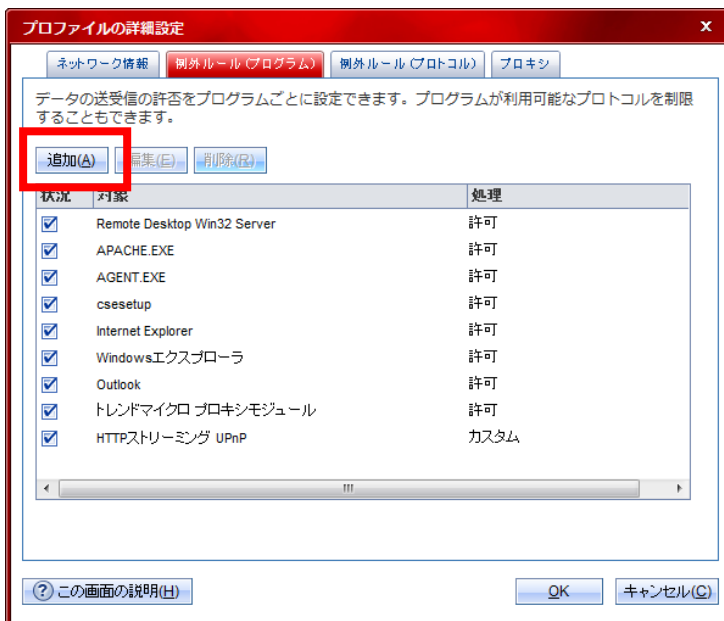 プロファイルの詳細設定 x
ネットワーク情報 例外ルール(プログラム) 例外ルール(プロトコル) プロキシ
データの送受信の許否をプログラムごとに設定できます。プログラムが利用可能なプロトコルを制限
することもできます。
追加(A) 編集(E) 削除(R)
状況 対象 処理
Remote Desktop Win32 Server 許可
APACHE.EXE 許可
AGENT.EXE 許可
csesetup 許可
Internet Explorer 許可
Windowsエクスプローラ 許可
Outlook 許可
トレンドマイクロ プロキシモジュール 許可
HTTPストリーミング UPnP カスタム
? この画面の説明(H) OK キャンセル(C)